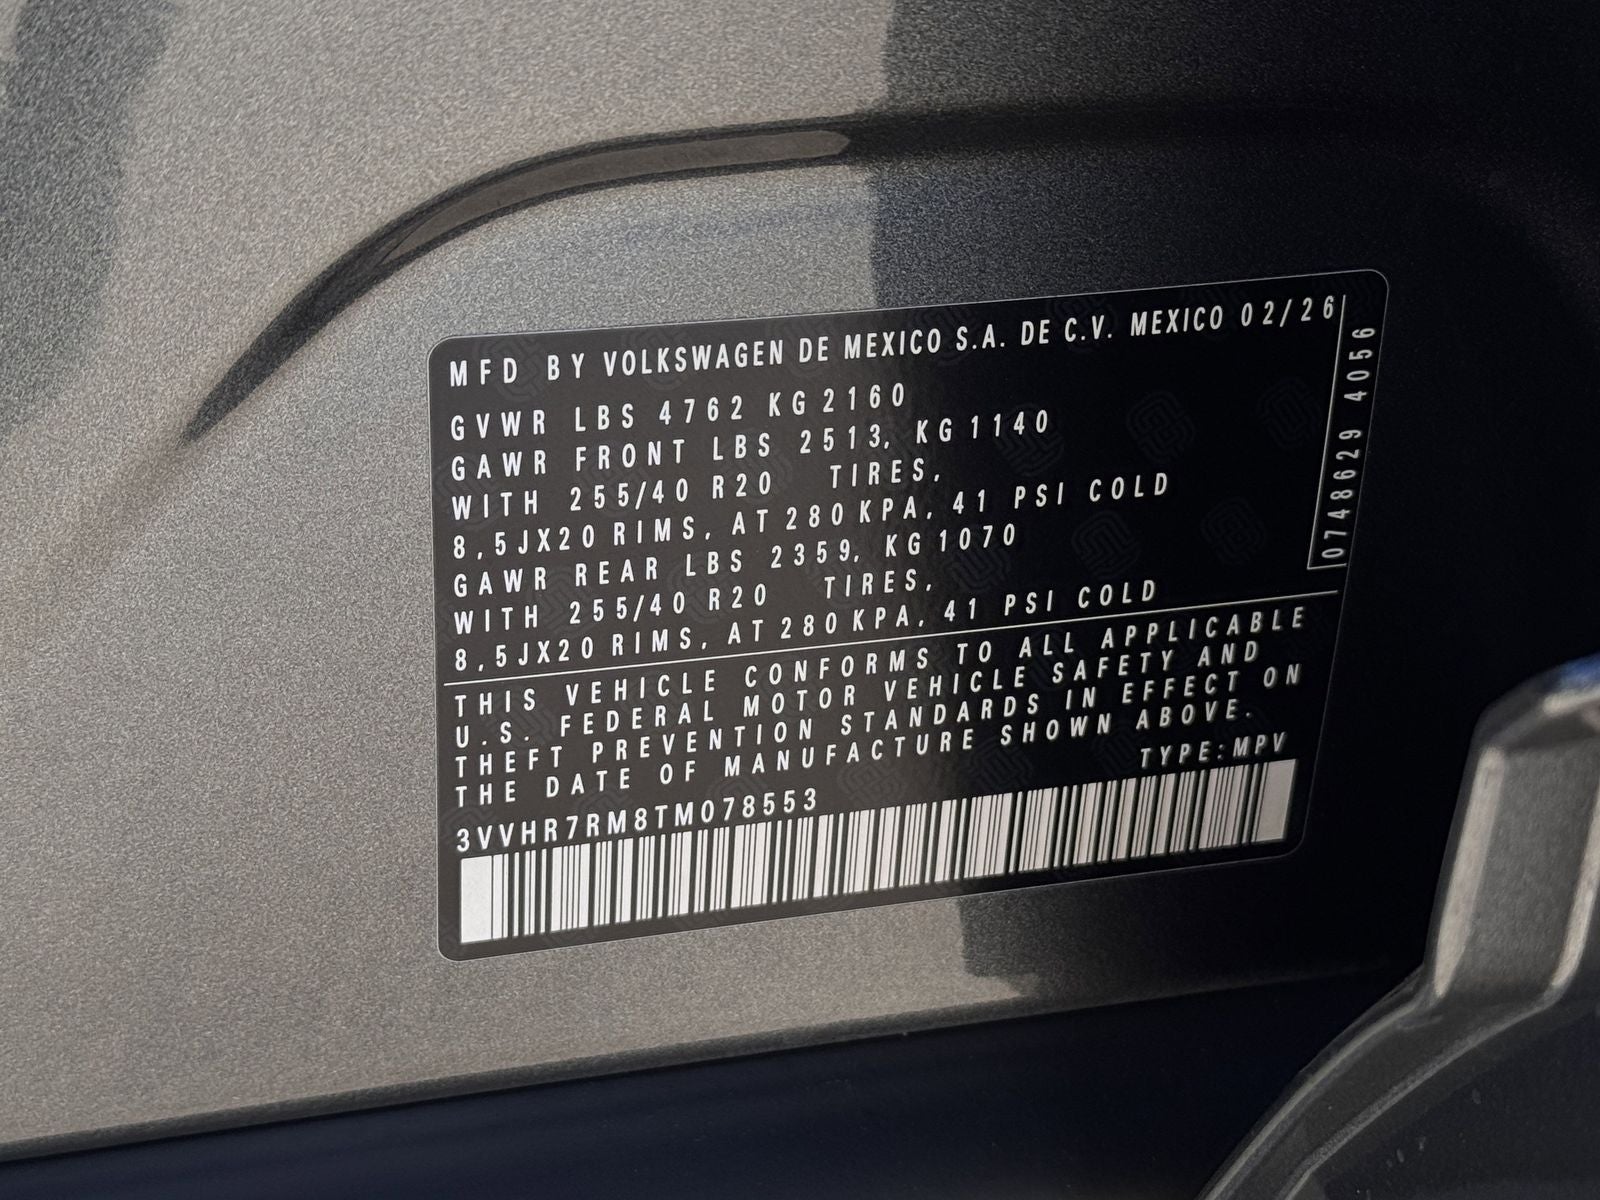 MFD BY VOLKSWAGEN DE MEXICO S.A. DE C.V. MEXICO 02/26
GVWR LBS 4762 KG 2160
GAWR FRONT LBS 2513, KG 1140
WITH 255/40 R20 TIRES,
8,5JX20 RIMS, AT 280 KPA, 41 PSI COLD
GAWR REAR LBS 2359, KG 1070
WITH 255/40 R20 TIRES,
8,5JX20 RIMS, AT 280 KPA, 41 PSI COLD
0748629 4056
THIS VEHICLE CONFORMS TO ALL APPLICABLE
U.S. FEDERAL MOTOR VEHICLE SAFETY AND
THEFT PREVENTION STANDARDS IN EFFECT ON
THE DATE OF MANUFACTURE SHOWN ABOVE.
TYPE:MPV
3VVHR7RM8TM078553